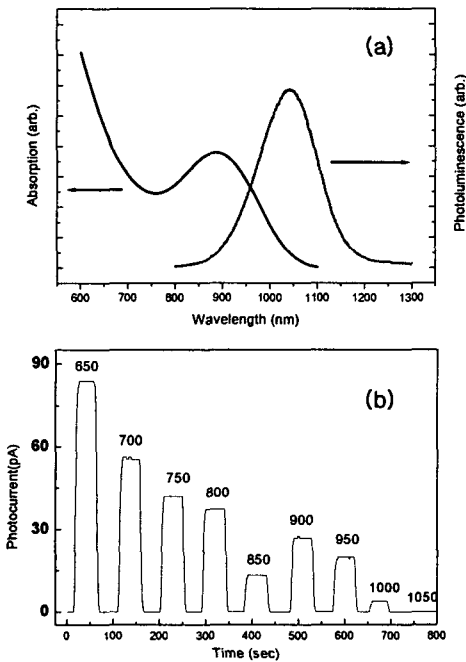 (a)
Absorption (arb.)
Photoluminescence (arb.)
600 700 800 900 1000 1100 1200 1300
Wavelength (nm)
(b)
90
60
30
0
Photocurrent(pA)
650
700
750
800
850
900
950
1000
1050
0 100 200 300 400 500 600 700 800
Time (sec)